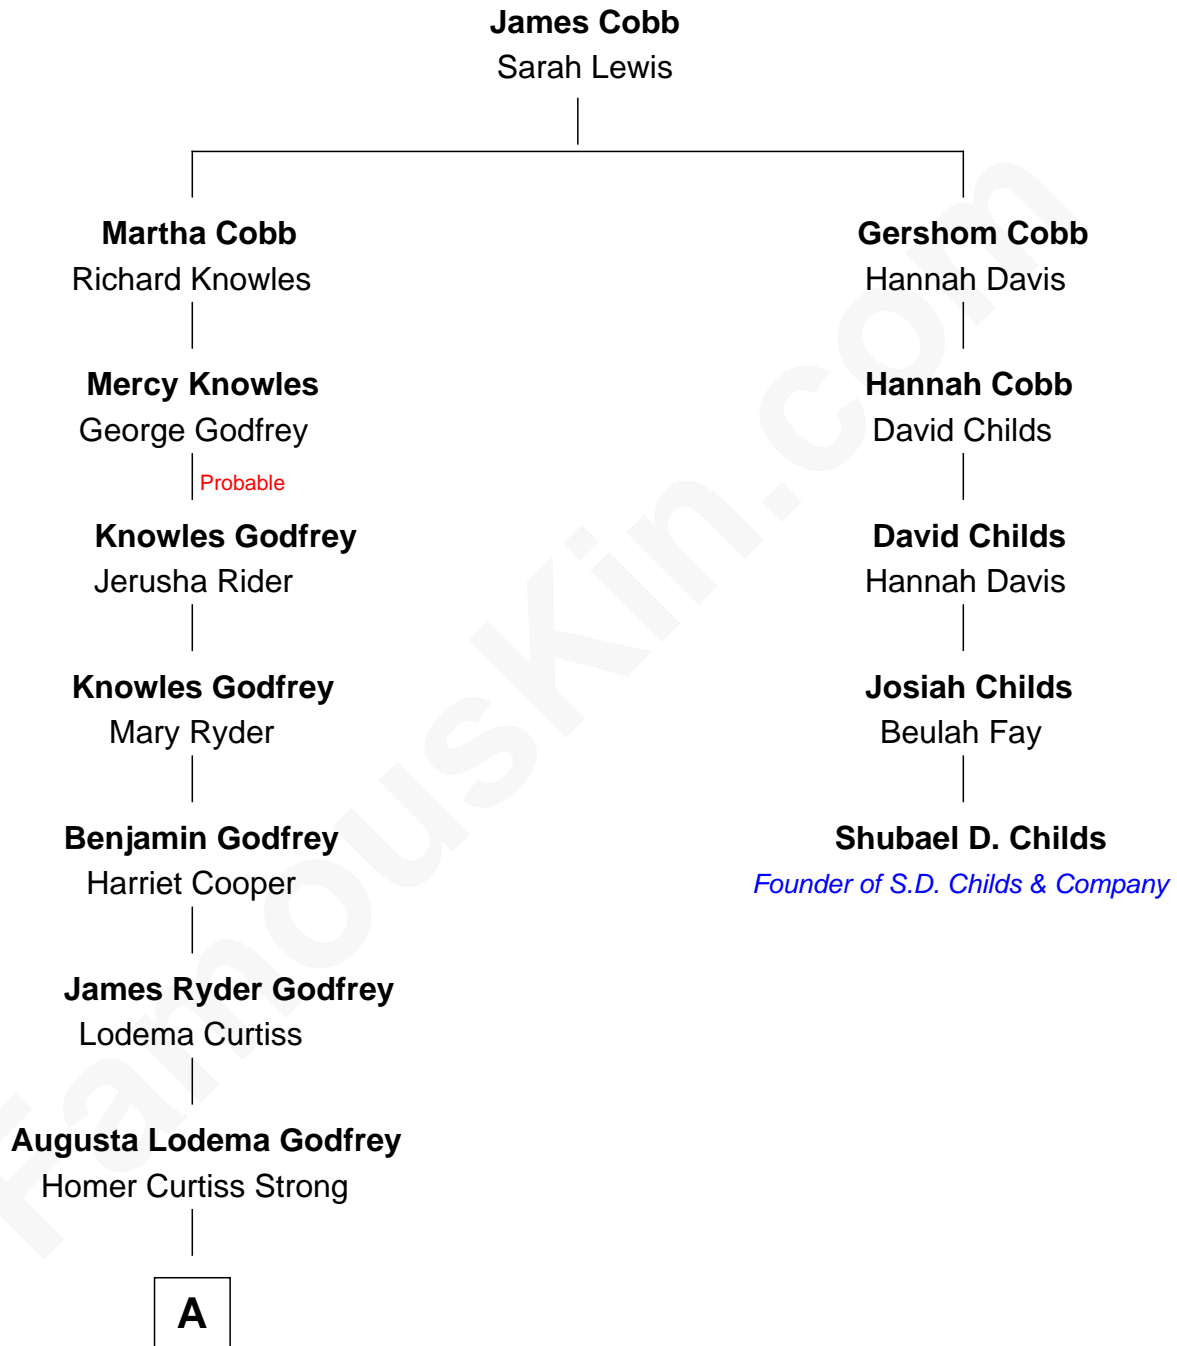 James Cobb
Sarah Lewis
Martha Cobb
Richard Knowles
Gershom Cobb
Hannah Davis
Mercy Knowles
George Godfrey
Hannah Cobb
David Childs
Probable
Knowles Godfrey
Jerusha Rider
David Childs
Hannah Davis
Knowles Godfrey
Mary Ryder
Josiah Childs
Beulah Fay
Benjamin Godfrey
Harriet Cooper
Shubael D. Childs
Founder of S.D. Childs & Company
James Ryder Godfrey
Lodema Curtiss
Augusta Lodema Godfrey
Homer Curtiss Strong
A
FamousKin.com